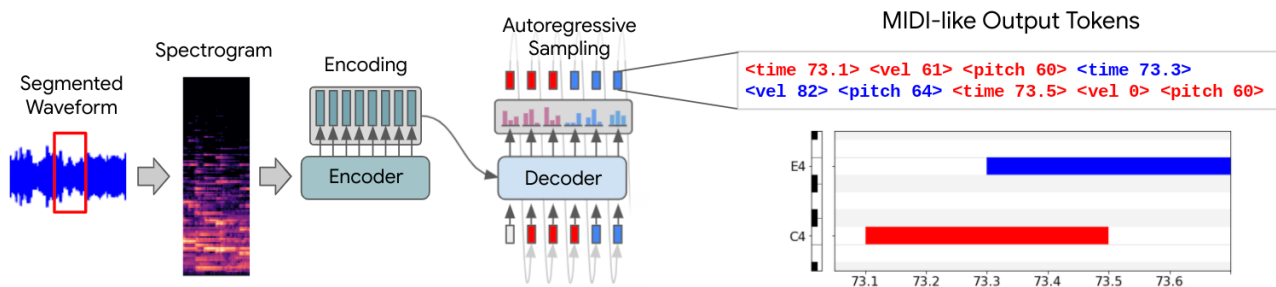 Segmented
Waveform
Spectrogram
Encoding
Encoder
Autoregressive
Sampling
Decoder
MIDI-like Output Tokens
<time 73.1> <vel 61> <pitch 60> <time 73.3>
<vel 82> <pitch 64> <time 73.5> <vel 0> <pitch 60>
E4
C4
73.1 73.2 73.3 73.4 73.5 73.6